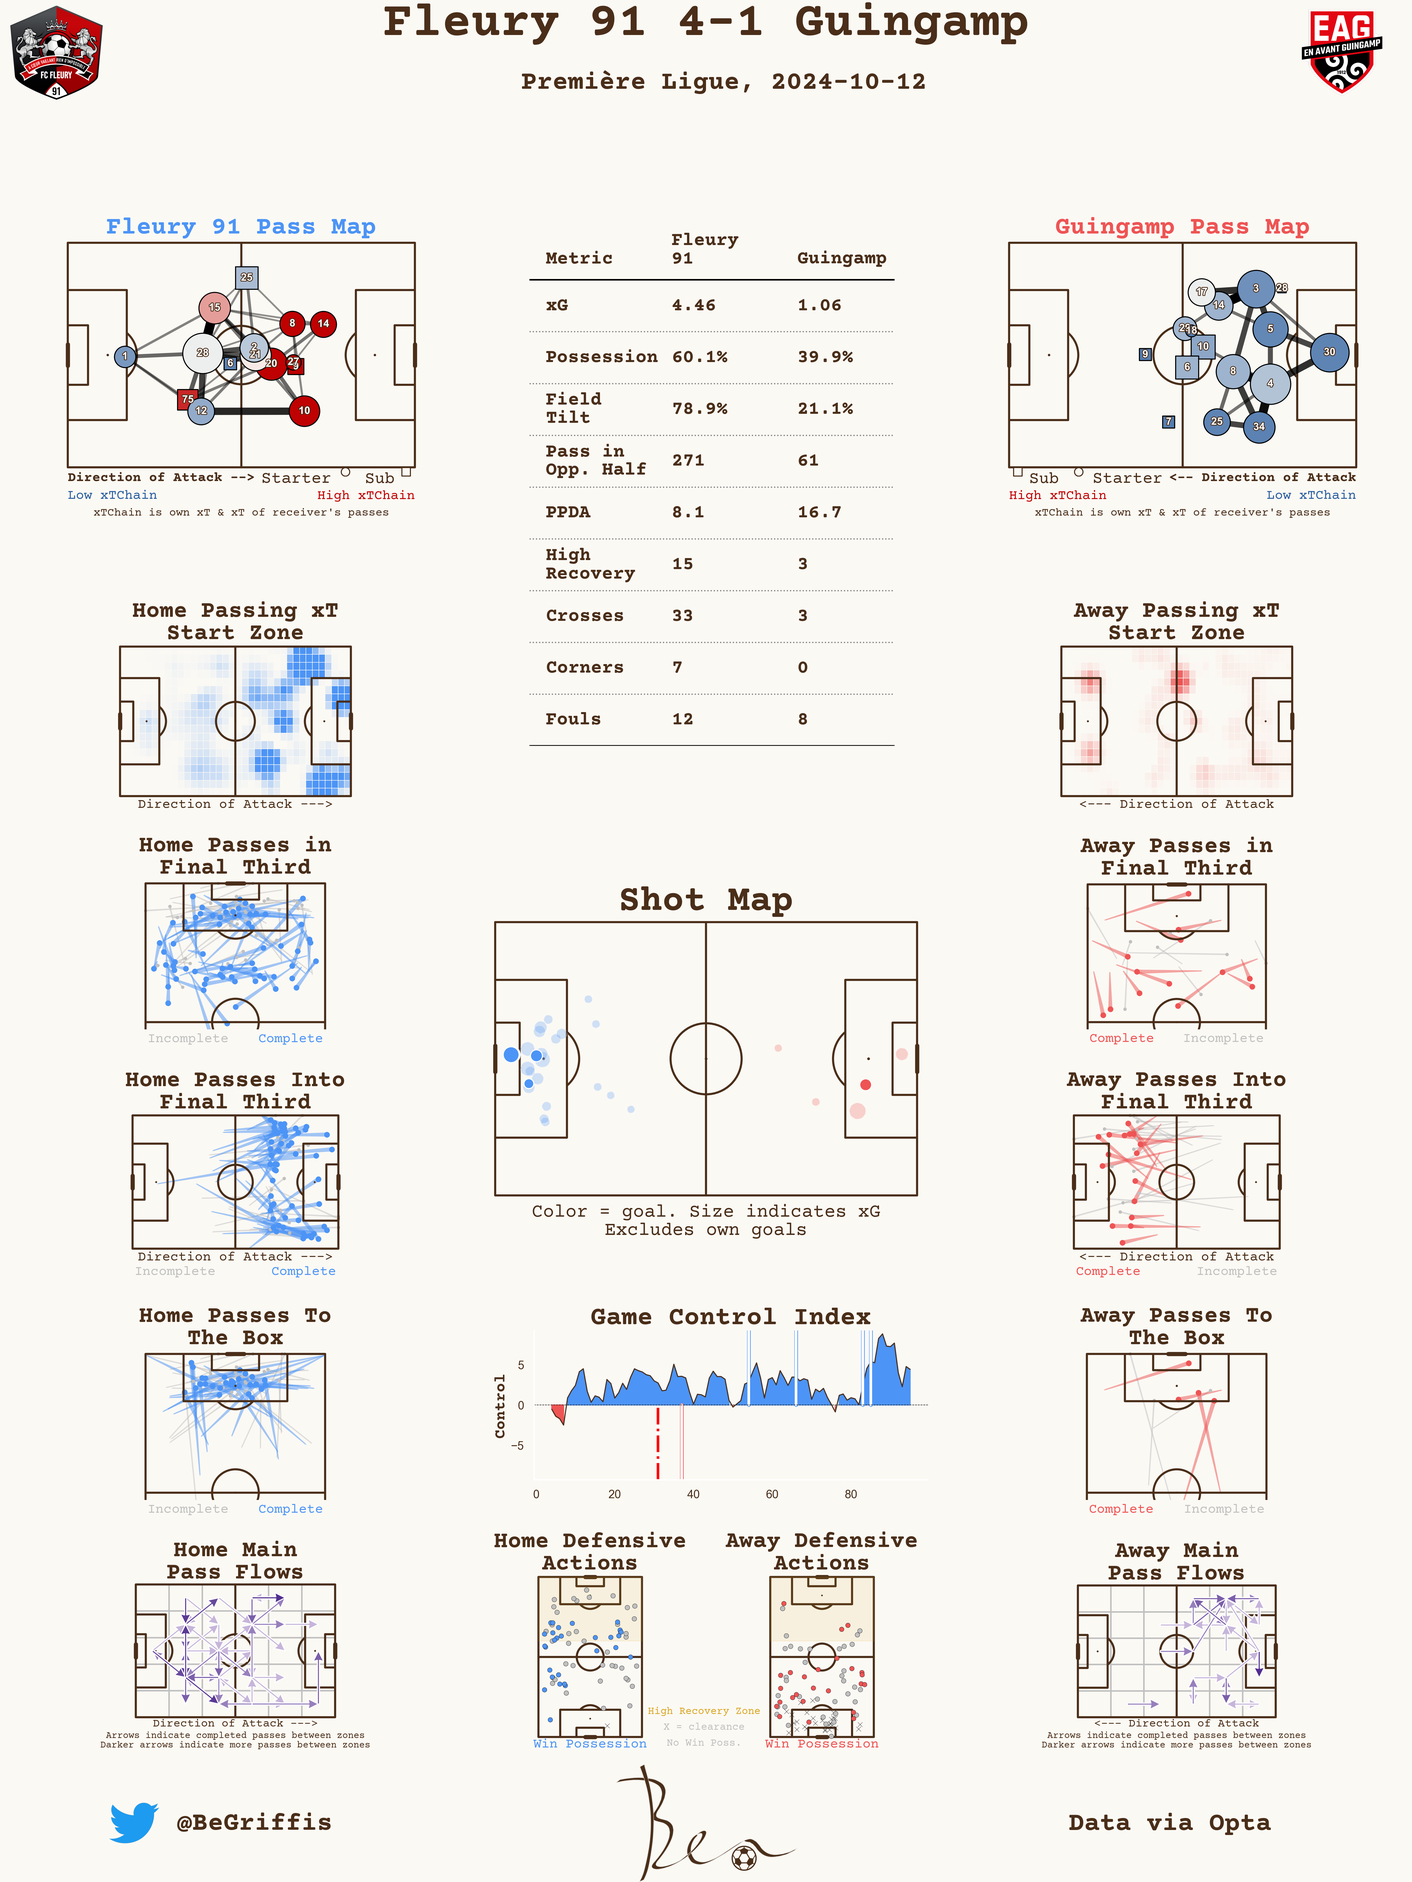 Fleury 91 4-1 Guingamp
Première Ligue, 2024-10-12
FC FLEURY
91
EAG
EN AVANT GUINGAMP
1912
Fleury 91 Pass Map
25
15
8
14
1
28
2
21
6
20
27
9
75
12
10
Direction of Attack --> Starter Sub
Low xTChain High xTChain
xTChain is own xT & xT of receiver's passes
Metric Fleury 91 Guingamp
xG 4.46 1.06
Possession 60.1% 39.9%
Field Tilt 78.9% 21.1%
Pass in Opp. Half 271 61
PPDA 8.1 16.7
High Recovery 15 3
Crosses 33 3
Corners 7 0
Fouls 12 8
Guingamp Pass Map
17
3
28
14
18
5
10
30
9
6
8
4
7
25
34
Sub Starter <-- Direction of Attack
High xTChain Low xTChain
xTChain is own xT & xT of receiver's passes
Home Passing xT
Start Zone
Direction of Attack --->
Away Passing xT
Start Zone
<--- Direction of Attack
Home Passes in
Final Third
Incomplete Complete
Away Passes in
Final Third
Complete Incomplete
Shot Map
Color = goal. Size indicates xG
Excludes own goals
Home Passes Into
Final Third
Direction of Attack --->
Incomplete Complete
Away Passes Into
Final Third
<--- Direction of Attack
Complete Incomplete
Home Passes To
The Box
Incomplete Complete
Game Control Index
Control
5
0
-5
0 20 40 60 80
Away Passes To
The Box
Complete Incomplete
Home Main
Pass Flows
Direction of Attack --->
Arrows indicate completed passes between zones
Darker arrows indicate more passes between zones
Home Defensive
Actions
Win Possession
Away Defensive
Actions
Win Possession
High Recovery Zone
X = clearance
No Win Poss.
Away Main
Pass Flows
<--- Direction of Attack
Arrows indicate completed passes between zones
Darker arrows indicate more passes between zones
@BeGriffis
Ben
Data via Opta